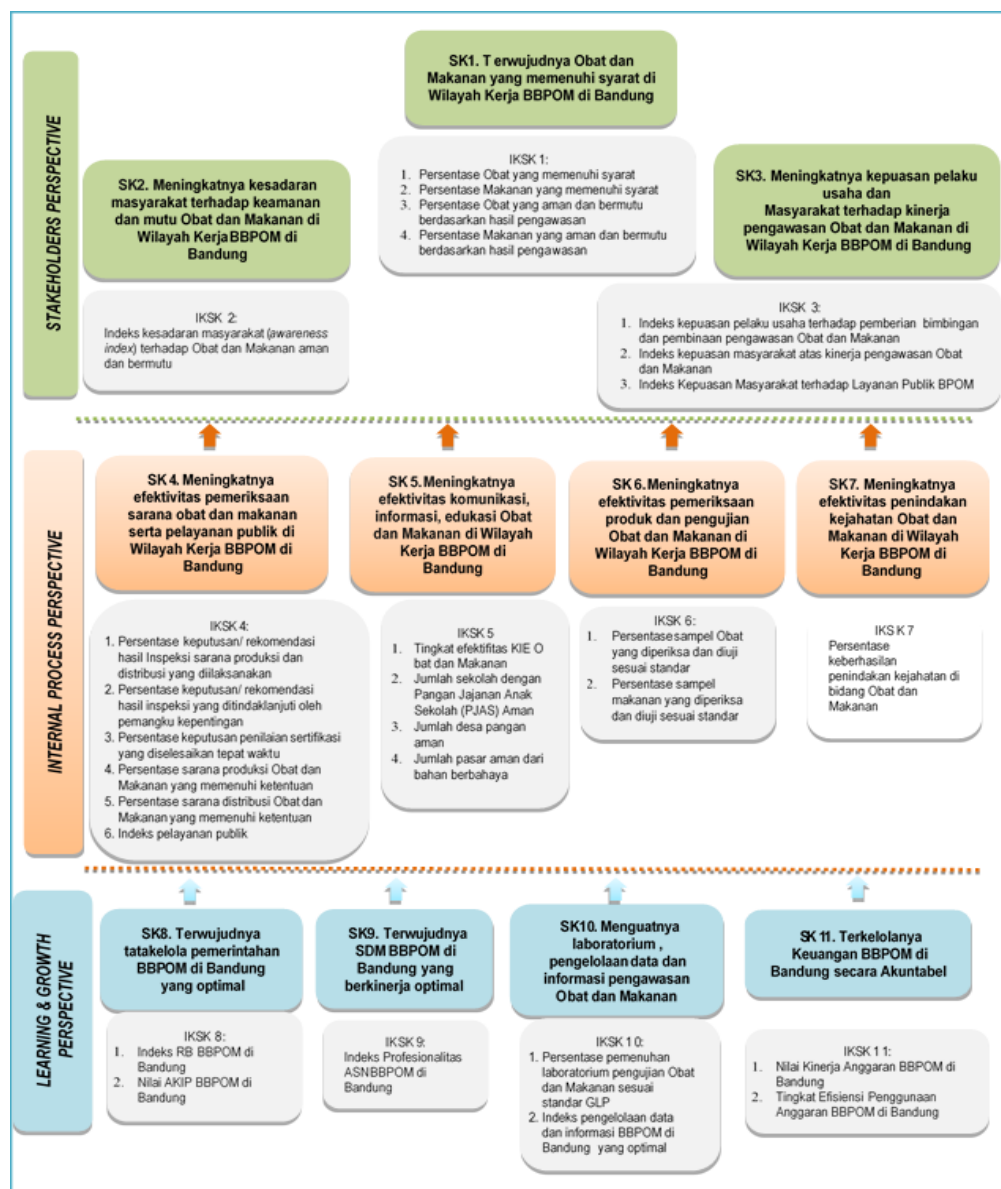 STAKEHOLDERS PERSPECTIVE
SK1. T erwujudnya Obat dan
Makanan yang memenuhi syarat di
Wilayah Kerja BBPOM di Bandung
IKSK 1:
1. Persentase Obat yang memenuhi syarat
2. Persentase Makanan yang memenuhi syarat
3. Persentase Obat yang aman dan bermutu
berdasarkan hasil pengawasan
4. Persentase Makanan yang aman dan bermutu
berdasarkan hasil pengawasan
SK2. Meningkatnya kesadaran
masyarakat terhadap keamanan
dan mutu Obat dan Makanan di
Wilayah Kerja BBPOM di
Bandung
IKSK 2:
Indeks kesadaran masyarakat (awareness
index) terhadap Obat dan Makanan aman
dan bermutu
SK3. Meningkatnya kepuasan pelaku
usaha dan
Masyarakat terhadap kinerja
pengawasan Obat dan Makanan di
Wilayah Kerja BBPOM di Bandung
IKSK 3:
1. Indeks kepuasan pelaku usaha terhadap pemberian bimbingan
dan pembinaan pengawasan Obat dan Makanan
2. Indeks kepuasan masyarakat atas kinerja pengawasan Obat
dan Makanan
3. Indeks Kepuasan Masyarakat terhadap Layanan Publik BPOM
INTERNAL PROCESS PERSPECTIVE
SK 4. Meningkatnya
efektivitas pemeriksaan
sarana obat dan makanan
serta pelayanan publik di
Wilayah Kerja BBPOM di
Bandung
IKSK 4:
1. Persentase keputusan/ rekomendasi
hasil Inspeksi sarana produksi dan
distribusi yang diilaksanakan
2. Persentase keputusan/ rekomendasi
hasil inspeksi yang ditindaklanjuti oleh
pemangku kepentingan
3. Persentase keputusan penilaian sertifikasi
yang diselesaikan tepat waktu
4. Persentase sarana produksi Obat dan
Makanan yang memenuhi ketentuan
5. Persentase sarana distribusi Obat dan
Makanan yang memenuhi ketentuan
6. Indeks pelayanan publik
SK 5. Meningkatnya
efektivitas komunikasi,
informasi, edukasi Obat
dan Makanan di Wilayah
Kerja BBPOM di
Bandung
IKSK 5
1. Tingkat efektifitas KIE O
bat dan Makanan
2. Jumlah sekolah dengan
Pangan Jajanan Anak
Sekolah (PJAS) Aman
3. Jumlah desa pangan
aman
4. Jumlah pasar aman dari
bahan berbahaya
SK 6. Meningkatnya
efektivitas pemeriksaan
produk dan pengujian
Obat dan Makanan di
Wilayah Kerja BBPOM di
Bandung
IKSK 6:
1. Persentase sampel Obat
yang diperiksa dan diuji
sesuai standar
2. Persentase sampel
makanan yang diperiksa
dan diuji sesuai standar
SK7. Meningkatnya
efektivitas penindakan
kejahatan Obat dan
Makanan di Wilayah
Kerja BBPOM di
Bandung
IKS K 7
Persentase
keberhasilan
penindakan kejahatan di
bidang Obat dan
Makanan
LEARNING & GROWTH
PERSPECTIVE
SK8. Terwujudnya
tatakelola pemerintahan
BBPOM di Bandung
yang optimal
IKSK 8:
1. Indeks RB BBPOM di
Bandung
2. Nilai AKIP BBPOM di
Bandung
SK9. Terwujudnya
SDM BBPOM di
Bandung yang
berkinerja optimal
IKSK 9:
Indeks Profesionalitas
ASN BBPOM di
Bandung
SK10. Menguatnya
laboratorium ,
pengelolaan data dan
informasi pengawasan
Obat dan Makanan
IKSK 1 0:
1. Persentase pemenuhan
laboratorium pengujian Obat
dan Makanan sesuai
standar GLP
2. Indeks pengelolaan data
dan informasi BBPOM di
Bandung yang optimal
SK 11. Terkelolanya
Keuangan BBPOM di
Bandung secara Akuntabel
IKSK 1 1:
1. Nilai Kinerja Anggaran BBPOM di
Bandung
2. Tingkat Efisiensi Penggunaan
Anggaran BBPOM di Bandung